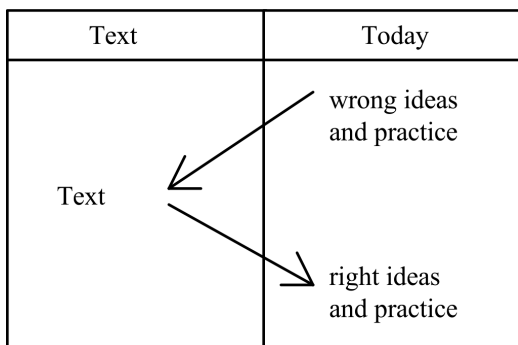 Text
Today
wrong ideas
and practice
Text
right ideas
and practice